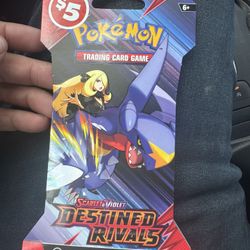 $5
POKÉMON
TRADING CARD GAME
6+
SCARLET & VIOLET
DESTINED RIVALS